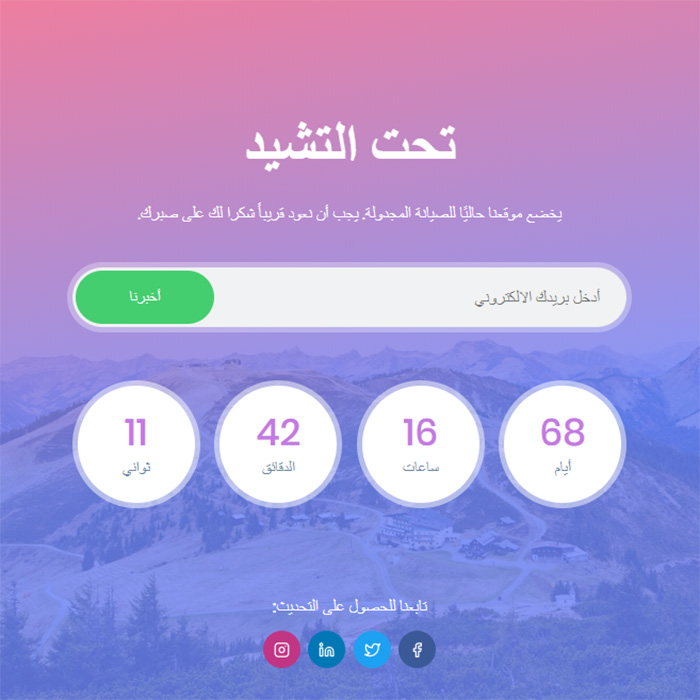 تحت التشيد
يخضع موقعنا حاليًا للصيانة المجدولة. يجب أن نعود قريباً شكرا لك على صبرك.
أدخل بريدك الالكتروني
أخبرنا
68
أيام
16
ساعات
42
الدقائق
11
ثواني
تابعنا للحصول على التحديث: